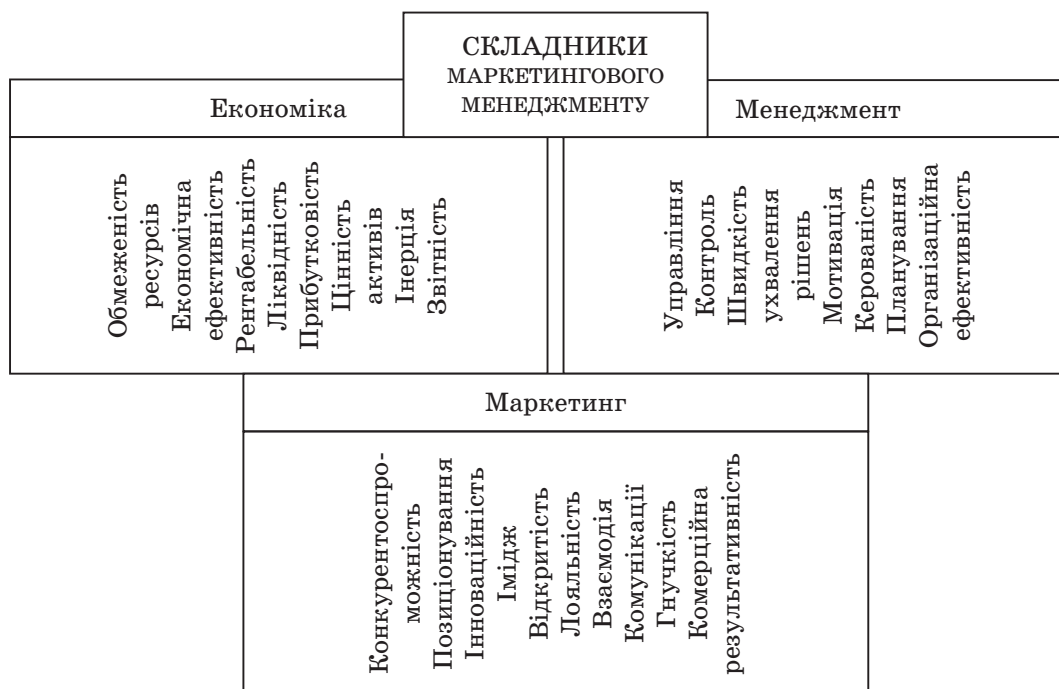 СКЛАДНИКИ
МАРКЕТИНГОВОГО
МЕНЕДЖМЕНТУ
Економіка
Менеджмент
Обмеженість
ресурсів
Економічна
ефективність
Рентабельність
Ліквідність
Прибутковість
Цінність
активів
Інерція
Звітність
Управління
Контроль
Швидкість
ухвалення
рішень
Мотивація
Керованість
Планування
Організаційна
ефективність
Маркетинг
Конкурентоспро-
можність
Позиціонування
Інноваційність
Імідж
Відкритість
Лояльність
Взаємодія
Комунікації
Гнучкість
Комерційна
результативність